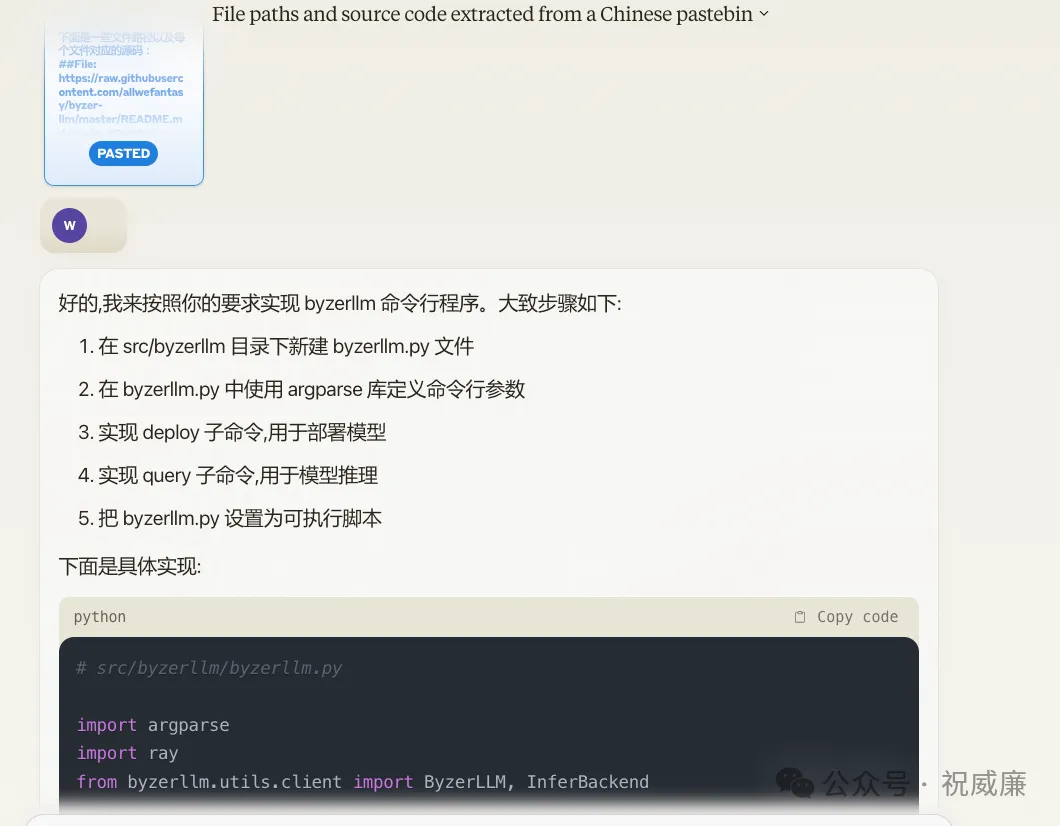 File paths and source code extracted from a Chinese pastebin
下面是一些文件路径以及每
个文件对应的源码：
##File:
https://raw.githubuserc
ontent.com/allwefantas
y/byzer-
llm/master/README.m
PASTED
W
好的,我来按照你的要求实现 byzerllm 命令行程序。大致步骤如下:
1. 在 src/byzerllm 目录下新建 byzerllm.py 文件
2. 在 byzerllm.py 中使用 argparse 库定义命令行参数
3. 实现 deploy 子命令,用于部署模型
4. 实现 query 子命令,用于模型推理
5. 把 byzerllm.py 设置为可执行脚本
下面是具体实现:
python
Copy code
# src/byzerllm/byzerllm.py
import argparse
import ray
from byzerllm.utils.client import ByzerLLM, InferBackend
公众号 · 祝威廉